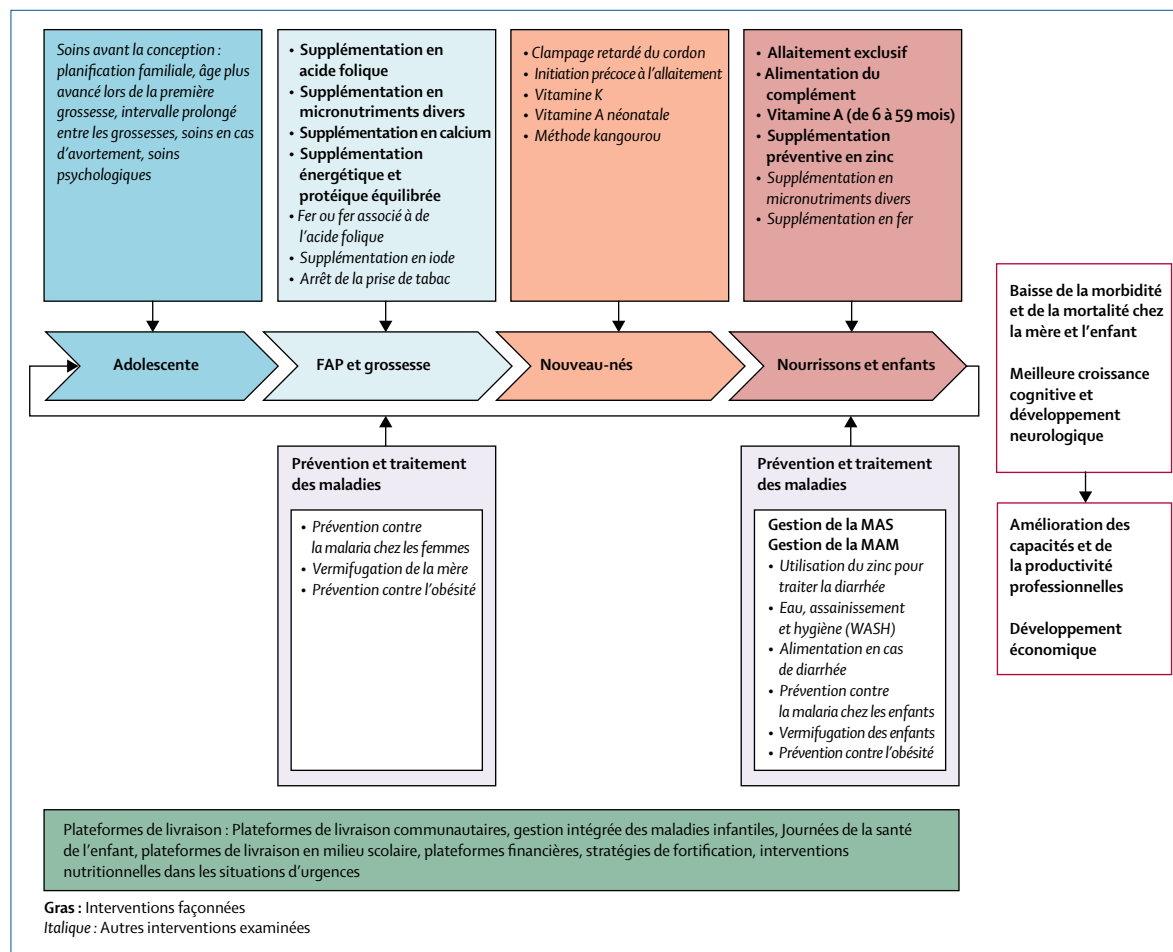 Soins avant la conception :
planification familiale, âge plus
avancé lors de la première
grossesse, intervalle prolongé
entre les grossesses, soins en cas
d’avortement, soins
psychologiques
• Supplémentation en
acide folique
• Supplémentation en
micronutriments divers
• Supplémentation en calcium
• Supplémentation
énergétique et
protéique équilibrée
• Fer ou fer associé à de
l’acide folique
• Supplémentation en iode
• Arrêt de la prise de tabac
• Clampage retardé du cordon
• Initiation précoce à l’allaitement
• Vitamine K
• Vitamine A néonatale
• Méthode kangourou
• Allaitement exclusif
• Alimentation du
complément
• Vitamine A (de 6 à 59 mois)
• Supplémentation
préventive en zinc
• Supplémentation en
micronutriments divers
• Supplémentation en fer
Adolescente
FAP et grossesse
Nouveau-nés
Nourrissons et enfants
Prévention et traitement
des maladies
• Prévention contre
la malaria chez les femmes
• Vermifugation de la mère
• Prévention contre l’obésité
Prévention et traitement
des maladies
Gestion de la MAS
Gestion de la MAM
• Utilisation du zinc pour
traiter la diarrhée
• Eau, assainissement
et hygiène (WASH)
• Alimentation en cas
de diarrhée
• Prévention contre
la malaria chez les enfants
• Vermifugation des enfants
• Prévention contre l’obésité
Baisse de la morbidité
et de la mortalité chez
la mère et l’enfant
Meilleure croissance
cognitive et
développement
neurologique
Amélioration des
capacités et de
la productivité
professionnelles
Développement
économique
Plateformes de livraison : Plateformes de livraison communautaires, gestion intégrée des maladies infantiles, Journées de la santé
de l’enfant, plateformes de livraison en milieu scolaire, plateformes financières, stratégies de fortification, interventions
nutritionnelles dans les situations d’urgences
Gras : Interventions façonnées
Italique : Autres interventions examinées